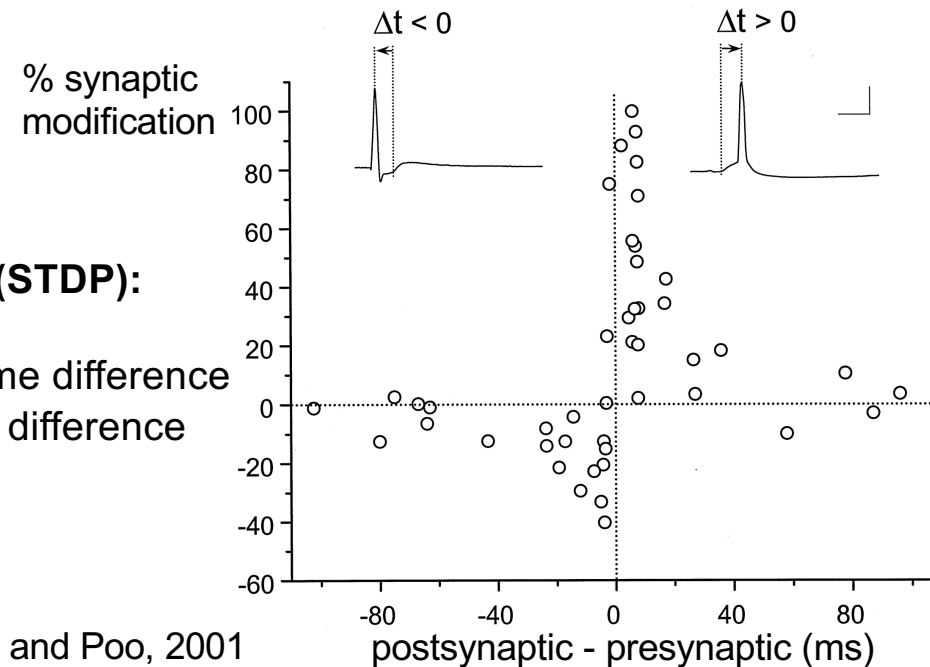 Δt < 0
Δt > 0
% synaptic
modification
100
80
60
40
20
0
-20
-40
-60
(STDP):
me difference
difference
-80
-40
0
40
80
and Poo, 2001
postsynaptic - presynaptic (ms)